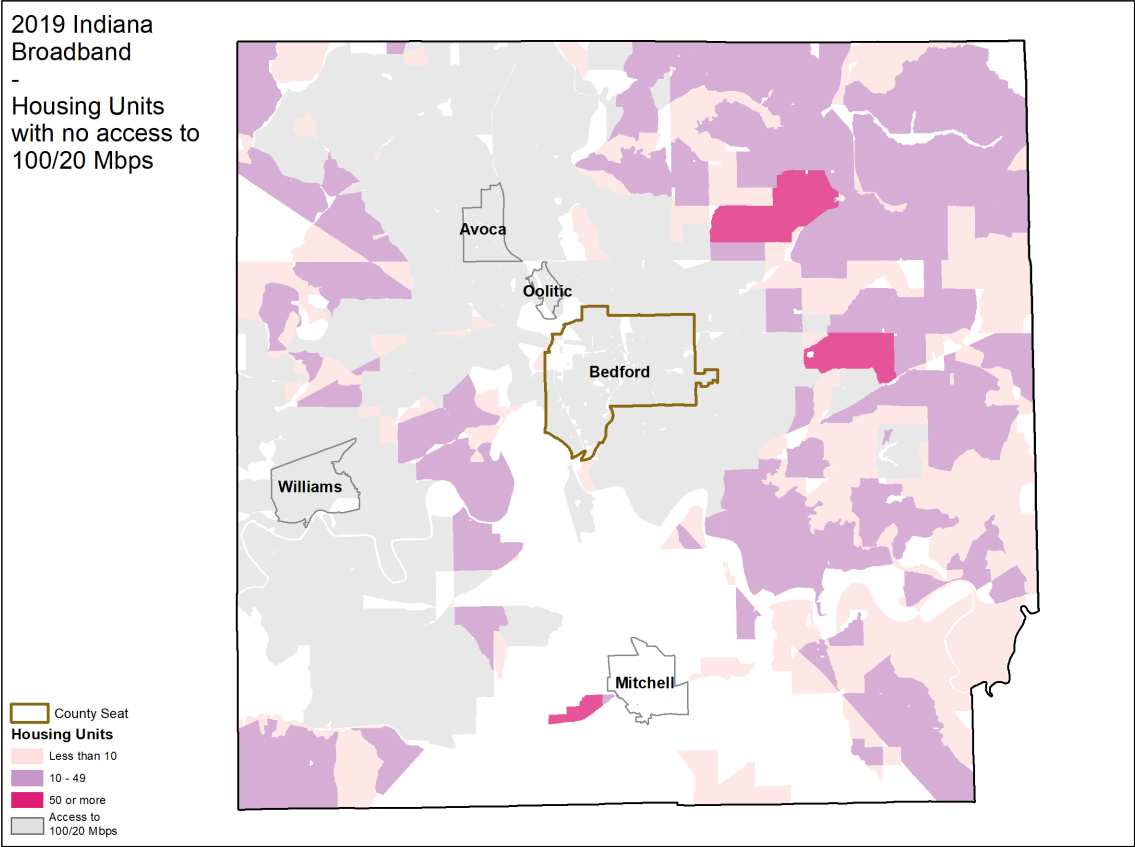 2019 Indiana
Broadband
-
Housing Units
with no access to
100/20 Mbps
Avoca
Oolitic
Bedford
Williams
Mitchell
County Seat
Housing Units
Less than 10
10 - 49
50 or more
Access to
100/20 Mbps